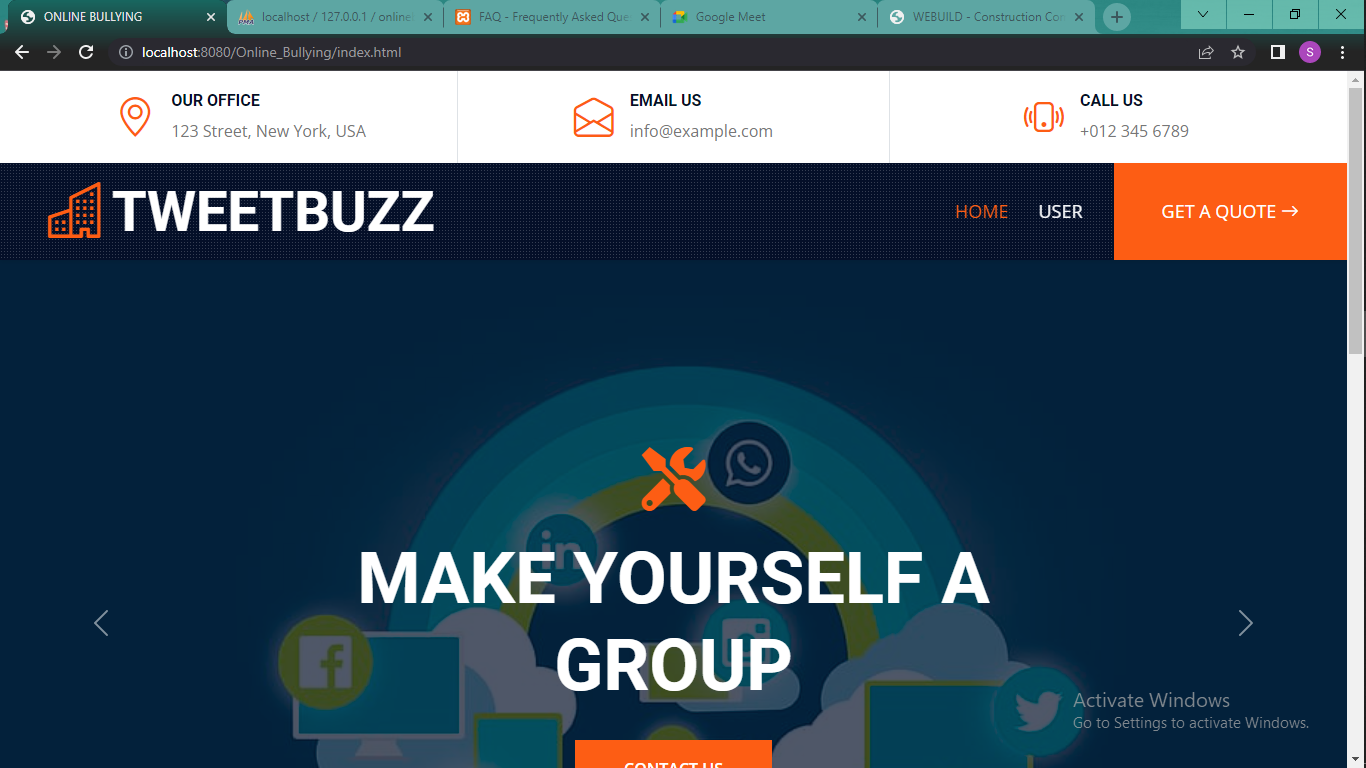 ONLINE BULLYING
localhost / 127.0.0.1 / online
FAQ - Frequently Asked Que
Google Meet
WEBUILD - Construction Con
localhost:8080/Online_Bullying/index.html
S
OUR OFFICE
123 Street, New York, USA
EMAIL US
info@example.com
CALL US
+012 345 6789
TWEETBUZZ
HOME
USER
GET A QUOTE →
in
MAKE YOURSELF A
GROUP
Activate Windows
Go to Settings to activate Windows.
CONTACT US